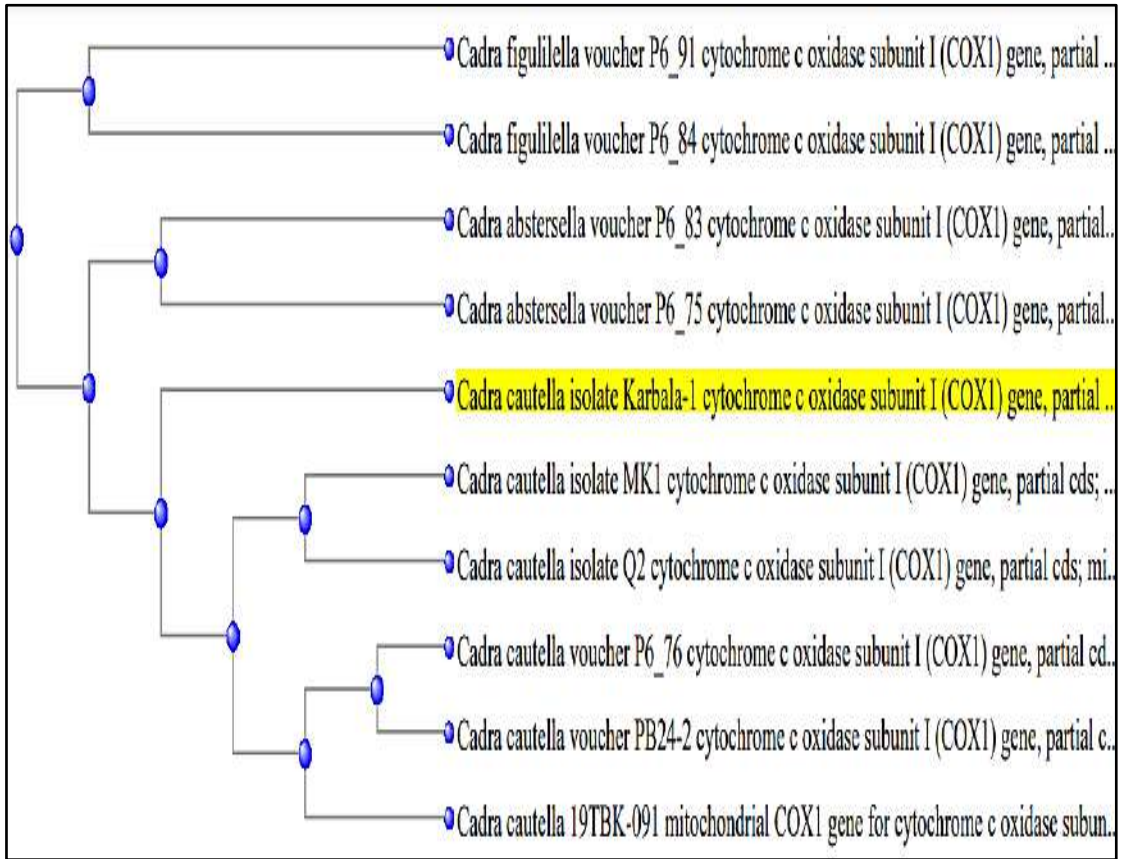 Cadra figulilella voucher P6_91 cytochrome c oxidase subunit I (COX1) gene, partial ...
Cadra figulilella voucher P6_84 cytochrome c oxidase subunit I (COX1) gene, partial ...
Cadra abstersella voucher P6_83 cytochrome c oxidase subunit I (COX1) gene, partial...
Cadra abstersella voucher P6_75 cytochrome c oxidase subunit I (COX1) gene, partial...
Cadra cautella isolate Karbala-1 cytochrome c oxidase subunit I (COX1) gene, partial ...
Cadra cautella isolate MK1 cytochrome c oxidase subunit I (COX1) gene, partial cds; ...
Cadra cautella isolate Q2 cytochrome c oxidase subunit I (COX1) gene, partial cds; mi...
Cadra cautella voucher P6_76 cytochrome c oxidase subunit I (COX1) gene, partial cd...
Cadra cautella voucher PB24-2 cytochrome c oxidase subunit I (COX1) gene, partial c...
Cadra cautella 19TBK-091 mitochondrial COX1 gene for cytochrome c oxidase subun...